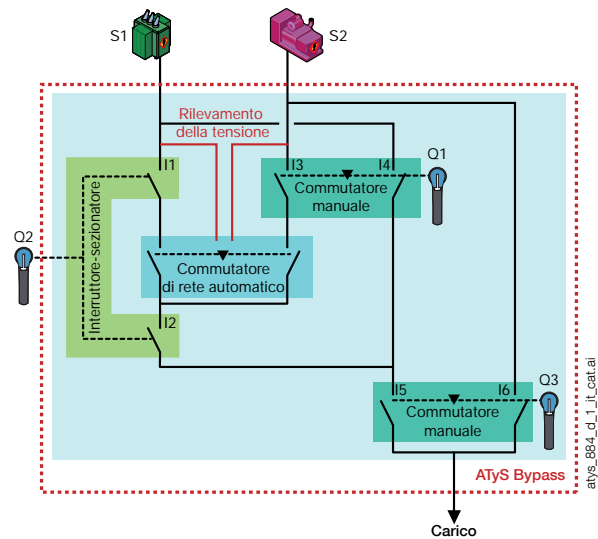 S1
S2
Rilevamento
della tensione
I1
I3
I4
Q1
Commutatore
manuale
Q2
Interruttore-sezionatore
Commutatore
di rete automatico
I2
I5
I6
Q3
Commutatore
manuale
ATyS Bypass
Carico
atys_884_d_1_it_cat.ai